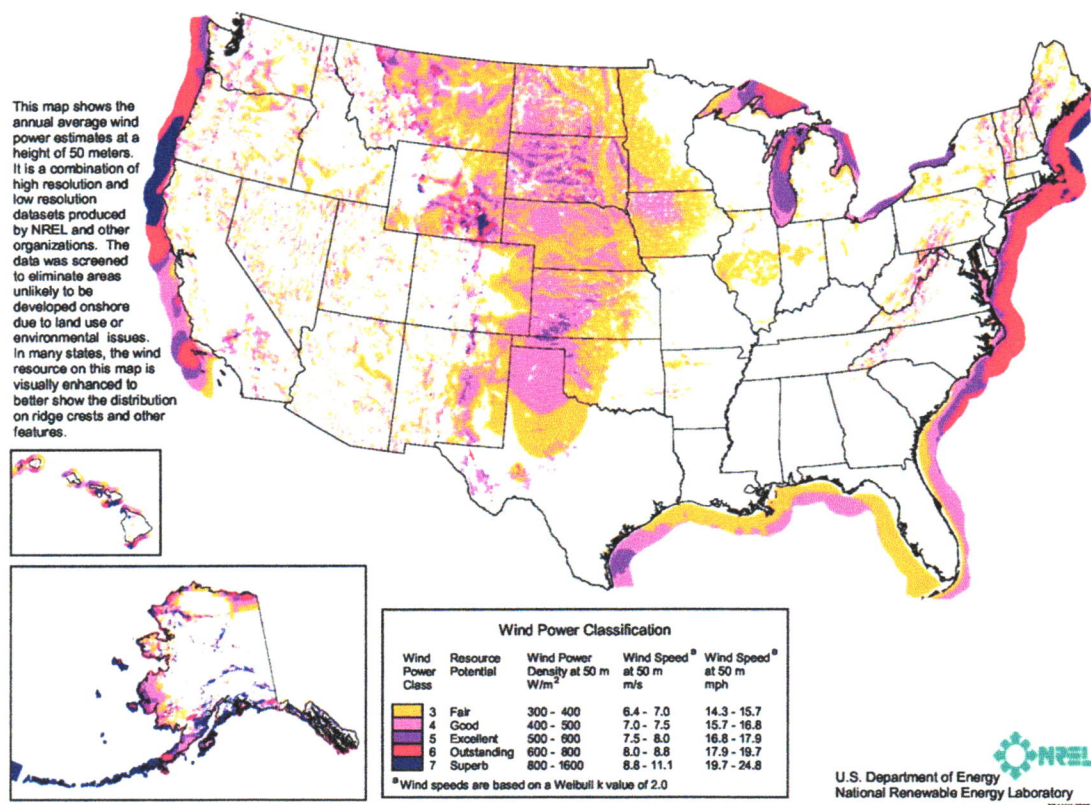 This map shows the
annual average wind
power estimates at a
height of 50 meters.
It is a combination of
high resolution and
low resolution
datasets produced
by NREL and other
organizations. The
data was screened
to eliminate areas
unlikely to be
developed onshore
due to land use or
environmental issues.
In many states, the wind
resource on this map is
visually enhanced to
better show the distribution
on ridge crests and other
features.
Wind Power Classification
Wind Resource Wind Power Wind Speed a Wind Speed a
Power Potential Density at 50 m at 50 m at 50 m
Class W/m2 m/s mph
3 Fair 300 - 400 6.4 - 7.0 14.3 - 15.7
4 Good 400 - 500 7.0 - 7.5 15.7 - 16.8
5 Excellent 500 - 600 7.5 - 8.0 16.8 - 17.9
6 Outstanding 600 - 800 8.0 - 8.8 17.9 - 19.7
7 Superb 800 - 1600 8.8 - 11.1 19.7 - 24.8
a Wind speeds are based on a Weibull k value of 2.0
NREL
U.S. Department of Energy
National Renewable Energy Laboratory